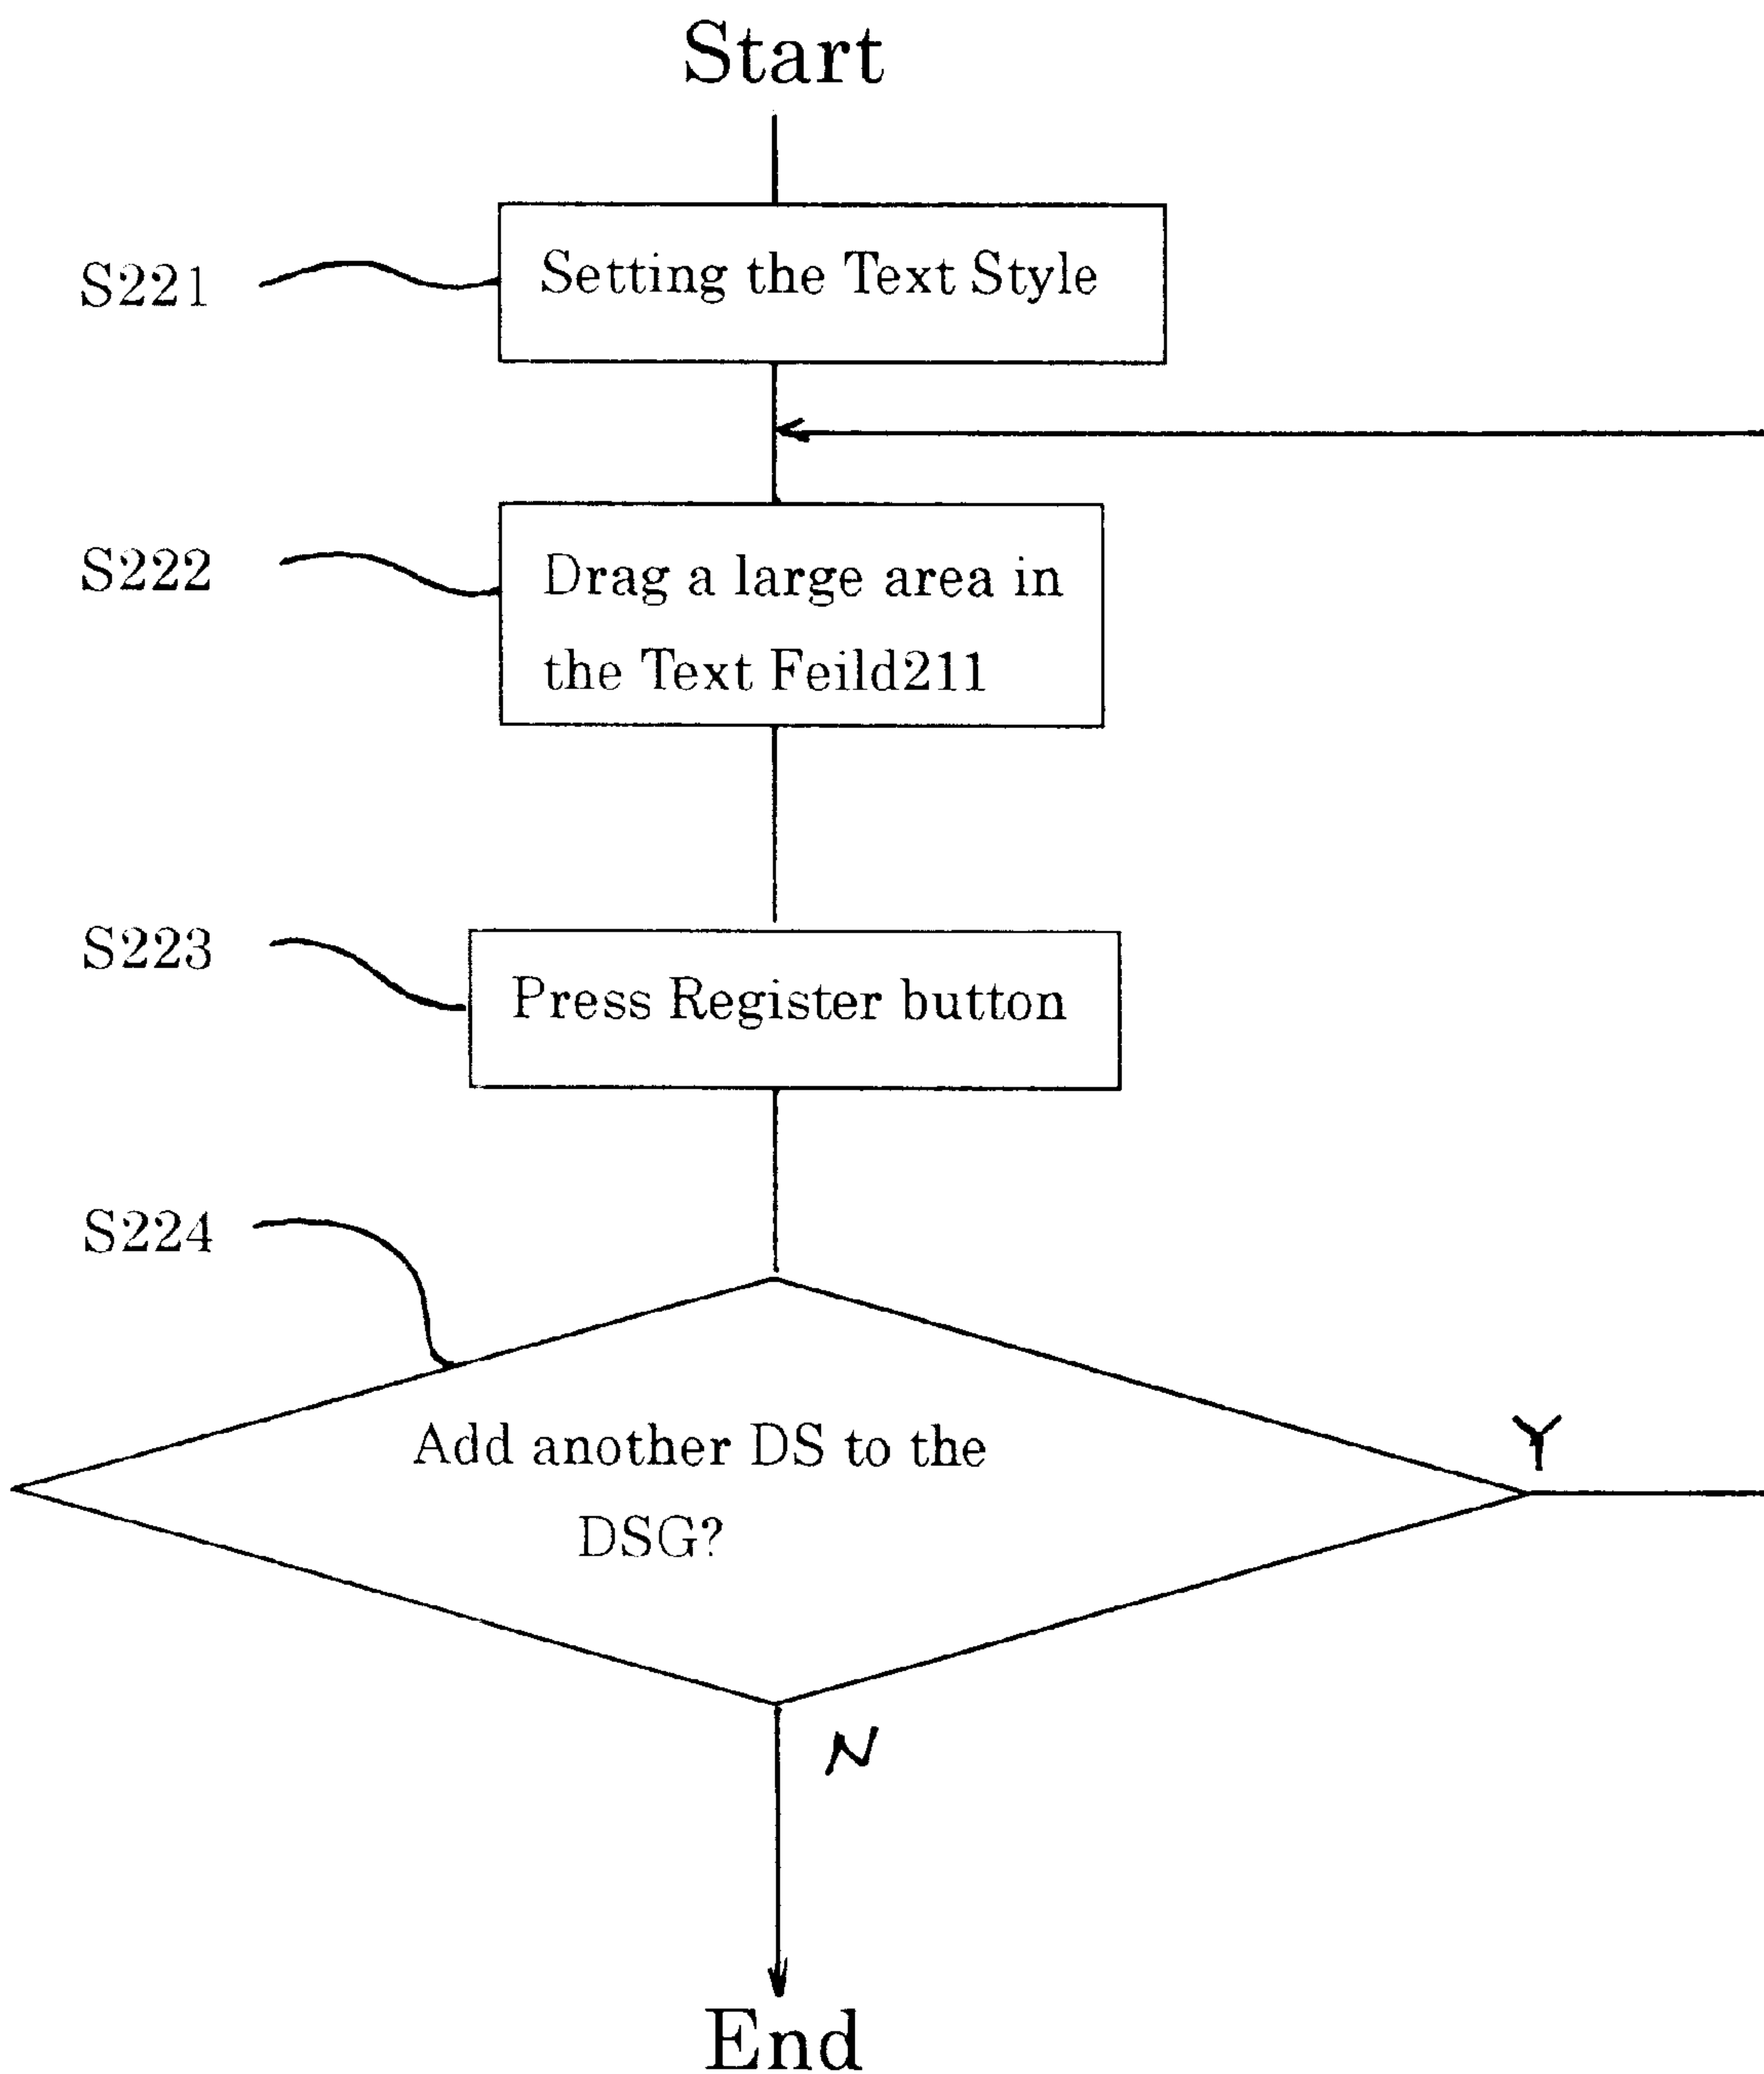 Start
S221
Setting the Text Style
S222
Drag a large area in
the Text Feild211
S223
Press Register button
S224
Add another DS to the
DSG?
Y
N
End